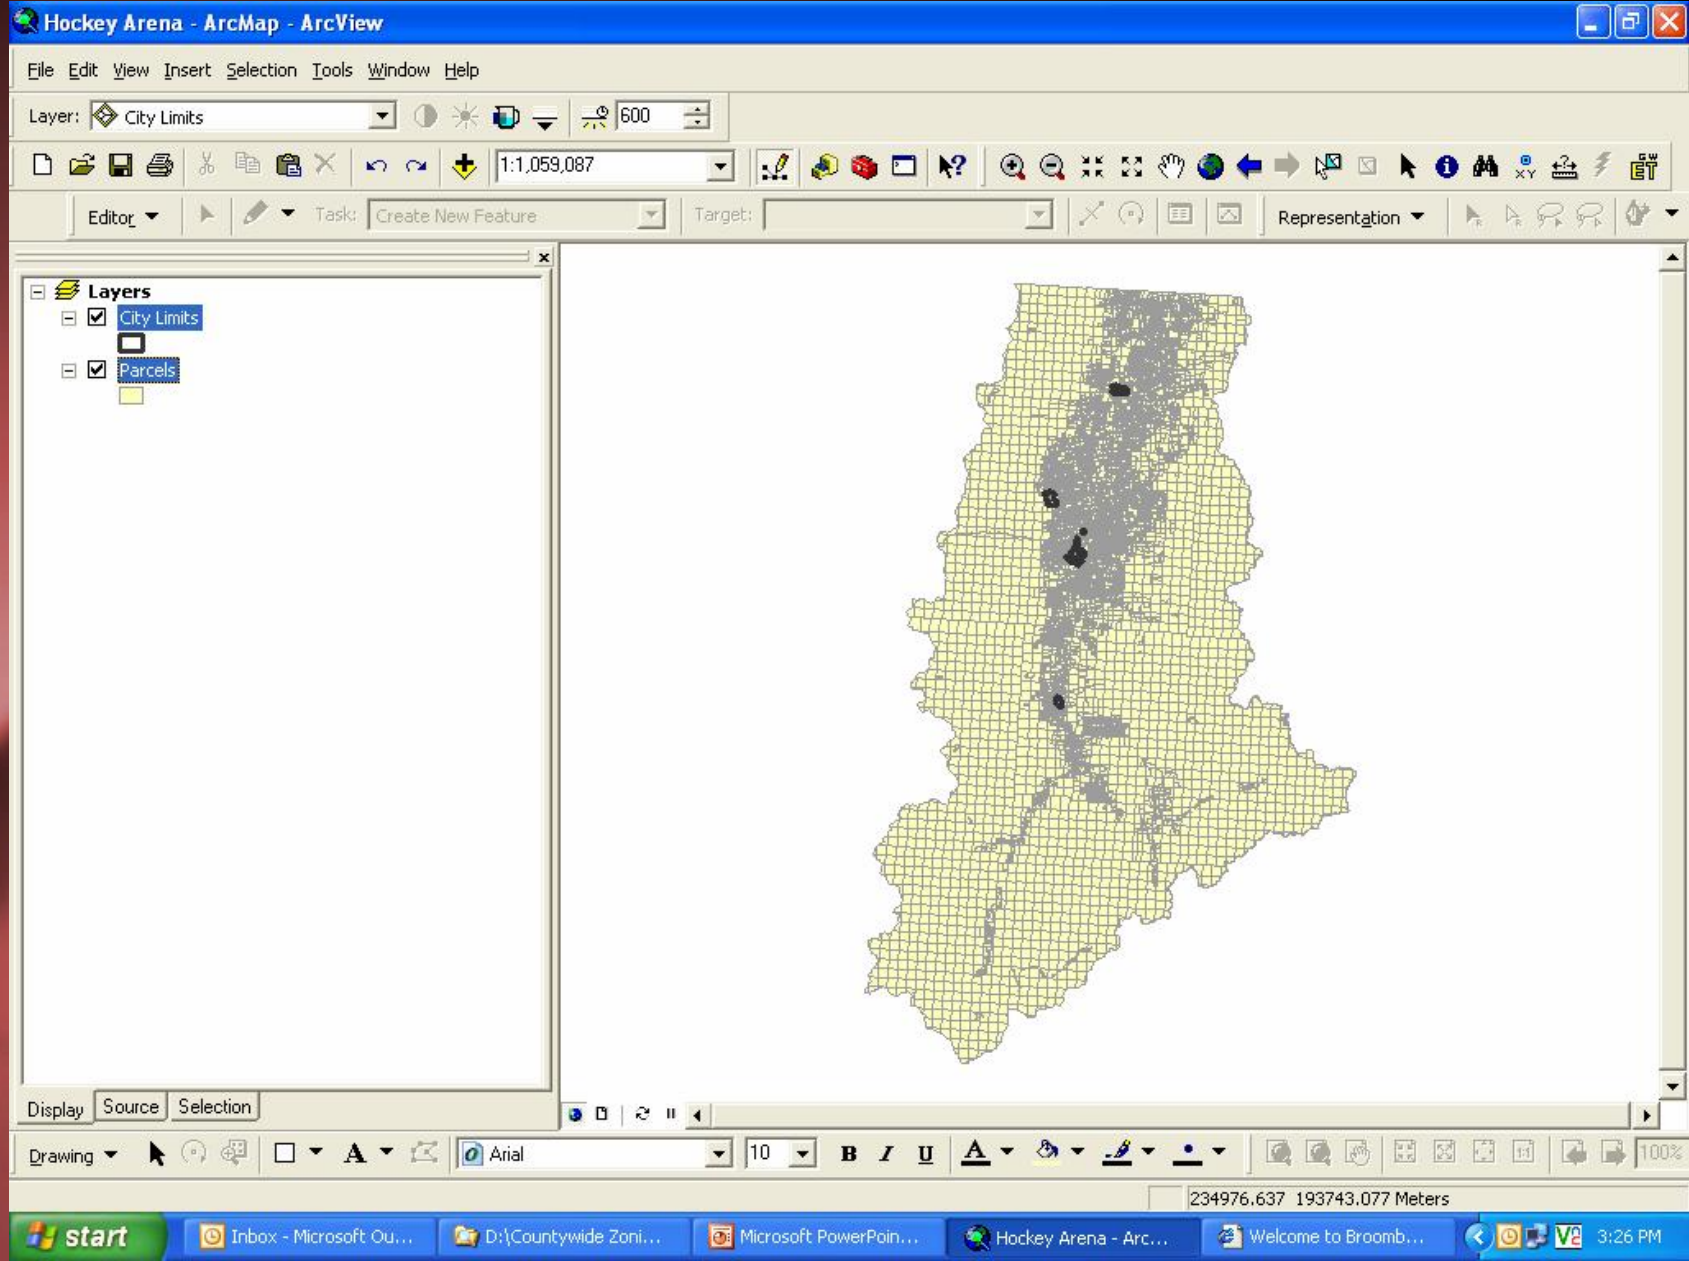 Hockey Arena - ArcMap - ArcView
File Edit View Insert Selection Tools Window Help
Layer: City Limits 600
1:1,059,087
Editor Task: Create New Feature Target: Representation
Layers
City Limits
Parcels
Display Source Selection
Drawing A Arial 10 B I U A 100%
234976.637 193743.077 Meters
start Inbox - Microsoft Ou... D:\Countywide Zoni... Microsoft PowerPoin... Hockey Arena - Arc... Welcome to Broomb... 3:26 PM